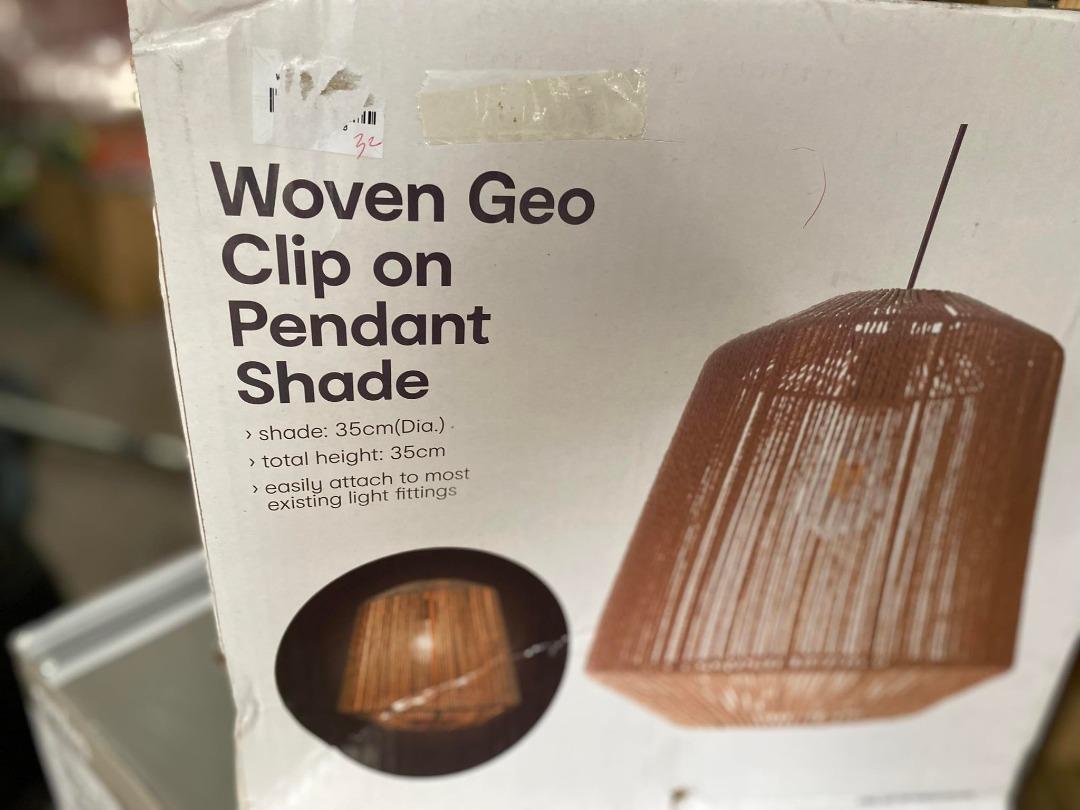 32
Woven Geo
Clip on
Pendant
Shade
› shade: 35cm(Dia.)
› total height: 35cm
› easily attach to most
existing light fittings